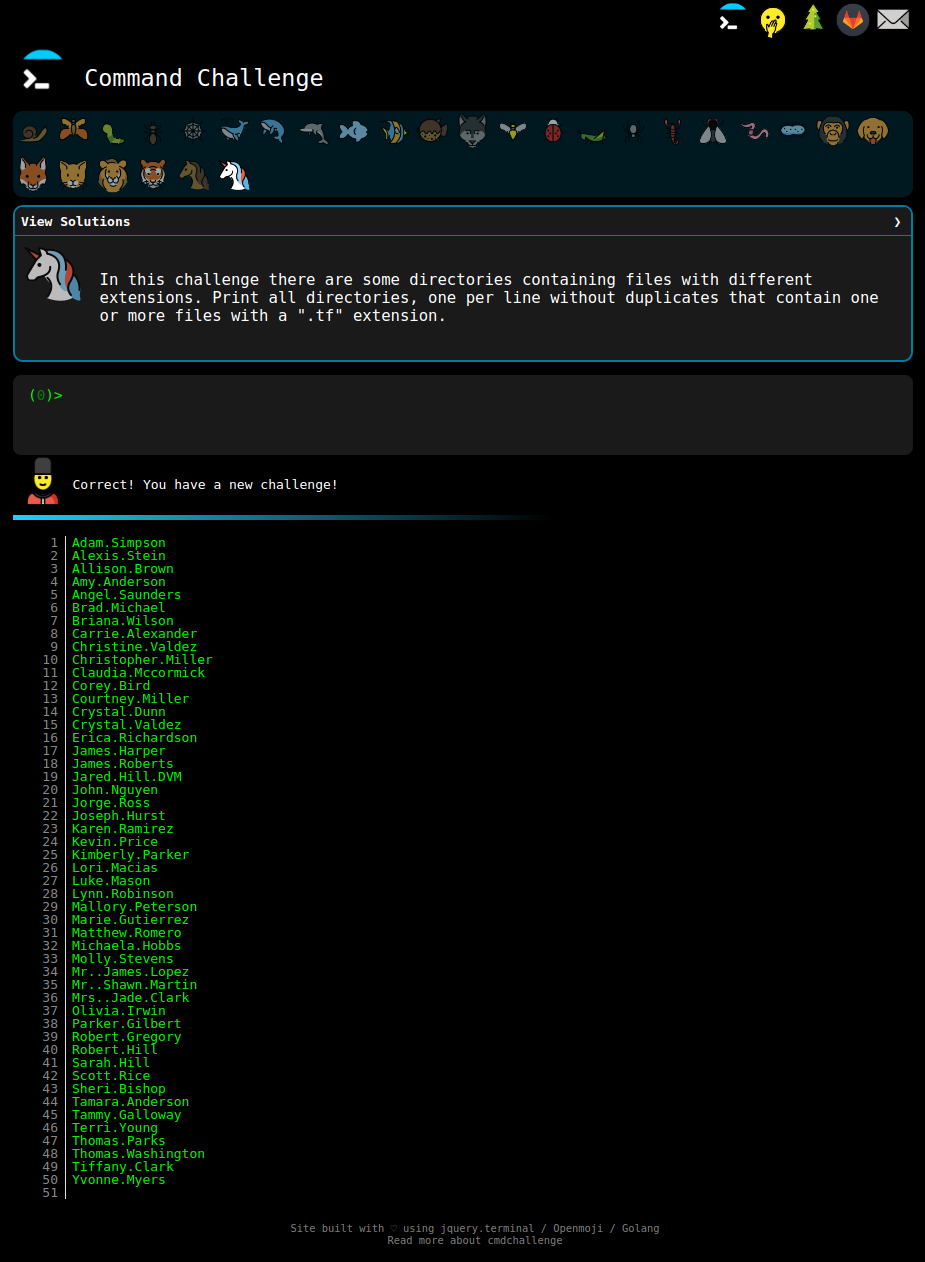 Command Challenge
View Solutions ❯
In this challenge there are some directories containing files with different
extensions. Print all directories, one per line without duplicates that contain one
or more files with a ".tf" extension.
(0)>
Correct! You have a new challenge!
1 Adam.Simpson
2 Alexis.Stein
3 Allison.Brown
4 Amy.Anderson
5 Angel.Saunders
6 Brad.Michael
7 Briana.Wilson
8 Carrie.Alexander
9 Christine.Valdez
10 Christopher.Miller
11 Claudia.Mccormick
12 Corey.Bird
13 Courtney.Miller
14 Crystal.Dunn
15 Crystal.Valdez
16 Erica.Richardson
17 James.Harper
18 James.Roberts
19 Jared.Hill.DVM
20 John.Nguyen
21 Jorge.Ross
22 Joseph.Hurst
23 Karen.Ramirez
24 Kevin.Price
25 Kimberly.Parker
26 Lori.Macias
27 Luke.Mason
28 Lynn.Robinson
29 Mallory.Peterson
30 Marie.Gutierrez
31 Matthew.Romero
32 Michaela.Hobbs
33 Molly.Stevens
34 Mr..James.Lopez
35 Mr..Shawn.Martin
36 Mrs..Jade.Clark
37 Olivia.Irwin
38 Parker.Gilbert
39 Robert.Gregory
40 Robert.Hill
41 Sarah.Hill
42 Scott.Rice
43 Sheri.Bishop
44 Tamara.Anderson
45 Tammy.Galloway
46 Terri.Young
47 Thomas.Parks
48 Thomas.Washington
49 Tiffany.Clark
50 Yvonne.Myers
51
Site built with ♡ using jquery.terminal / Openmoji / Golang
Read more about cmdchallenge